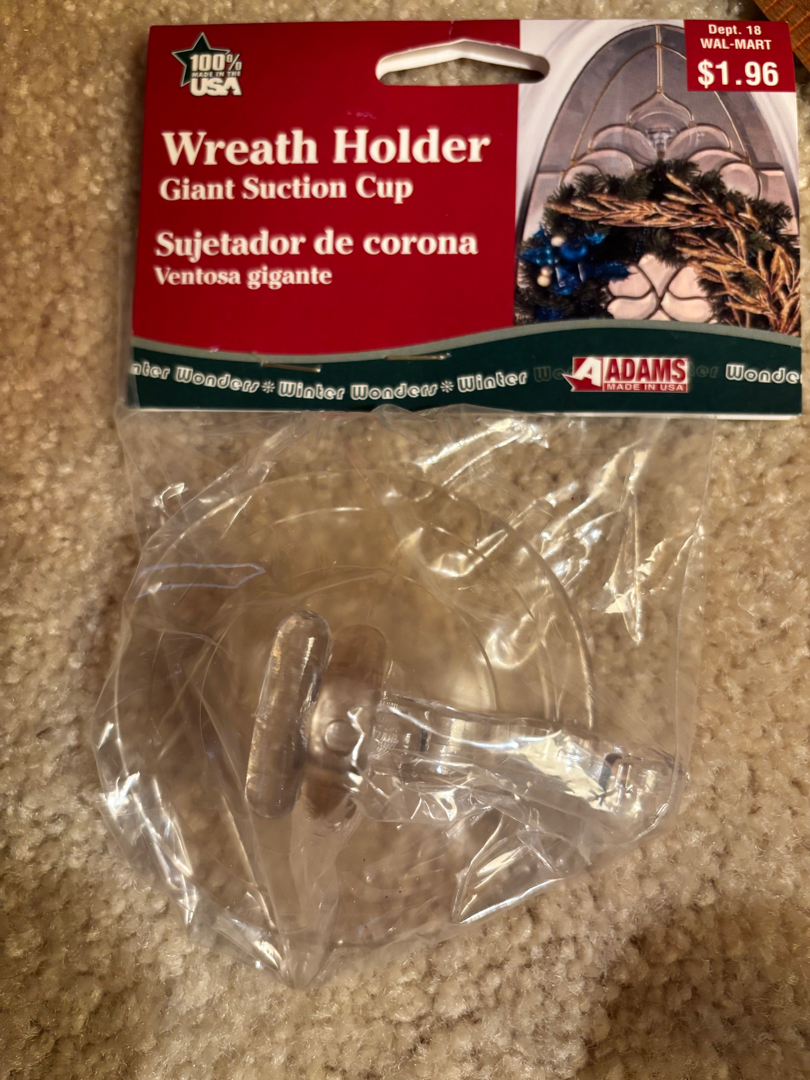 100%
MADE IN THE
USA
Dept. 18
WAL-MART
$1.96
Wreath Holder
Giant Suction Cup
Sujetador de corona
Ventosa gigante
Winter Wonders Winter Wonders Winter
ADAMS
MADE IN USA